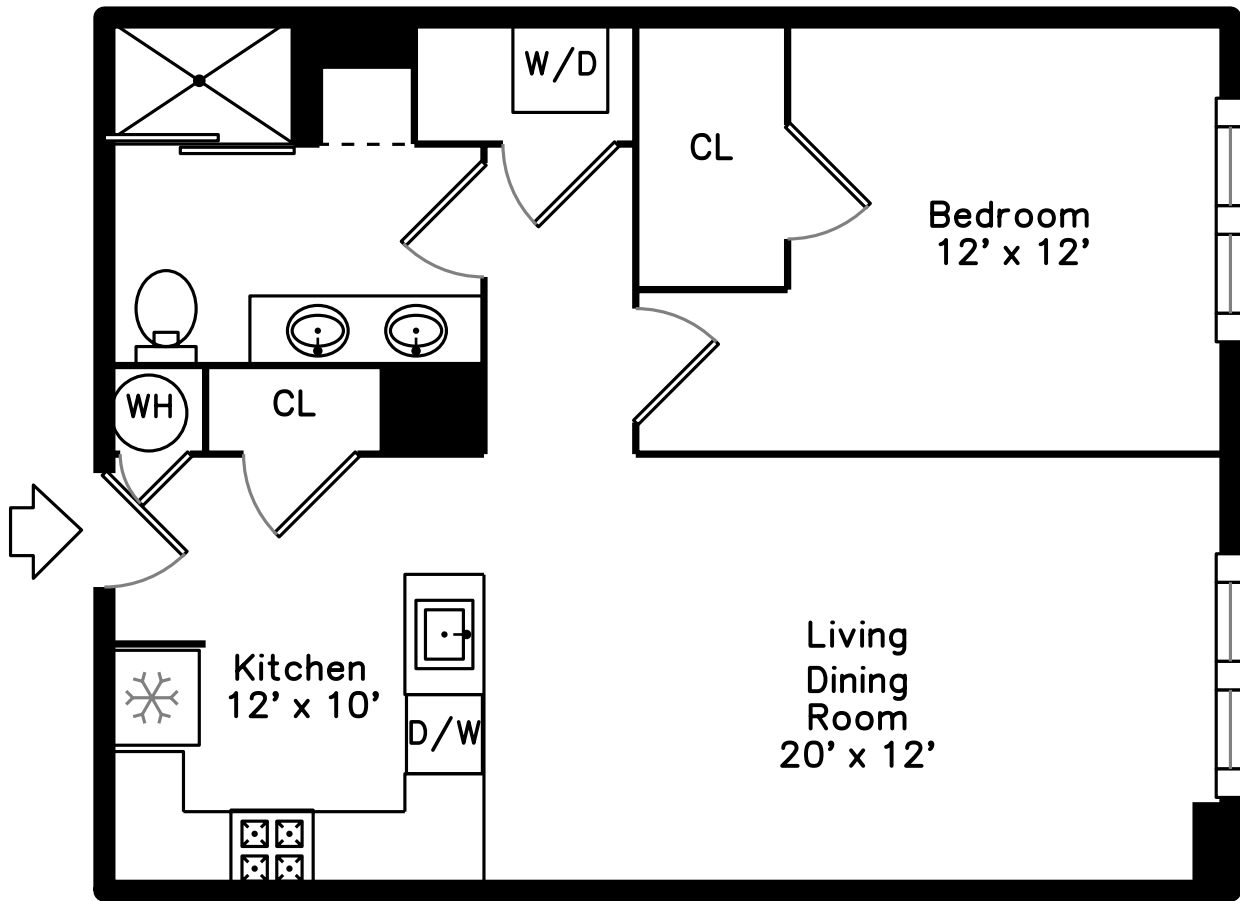 W/D
CL
Bedroom
12' x 12'
WH
CL
Living
Dining
Room
20' x 12'
Kitchen
12' x 10'
D/W